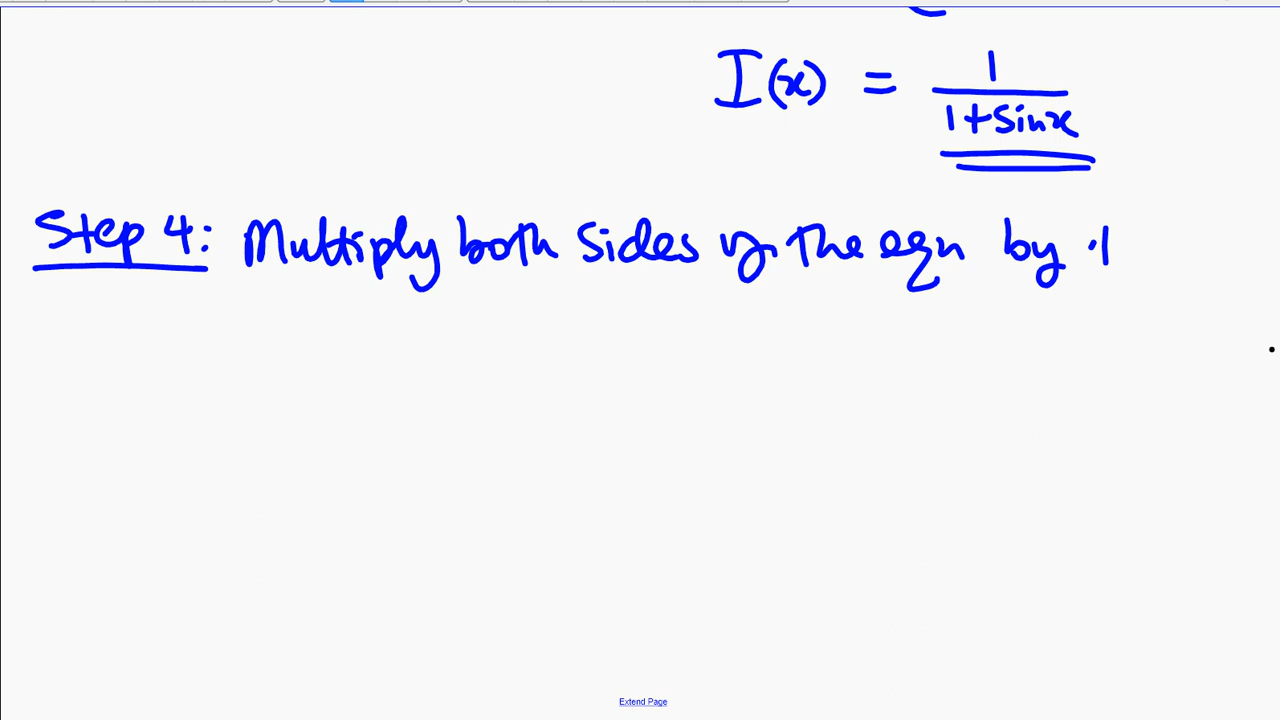 I(x) = 1/(1+sinx)
Step 4: Multiply both sides of the eqn by
Extend Page